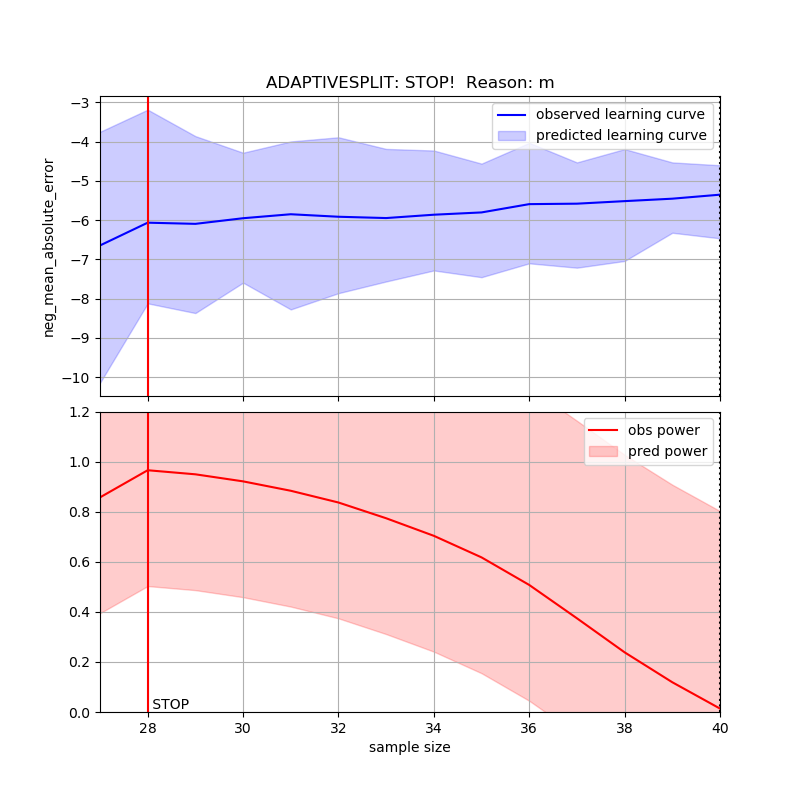 ADAPTIVESPLIT: STOP!  Reason: m
neg_mean_absolute_error
−3
−4
−5
−6
−7
−8
−9
−10
observed learning curve
predicted learning curve
1.2
1.0
0.8
0.6
0.4
0.2
0.0
obs power
pred power
STOP
28
30
32
34
36
38
40
sample size